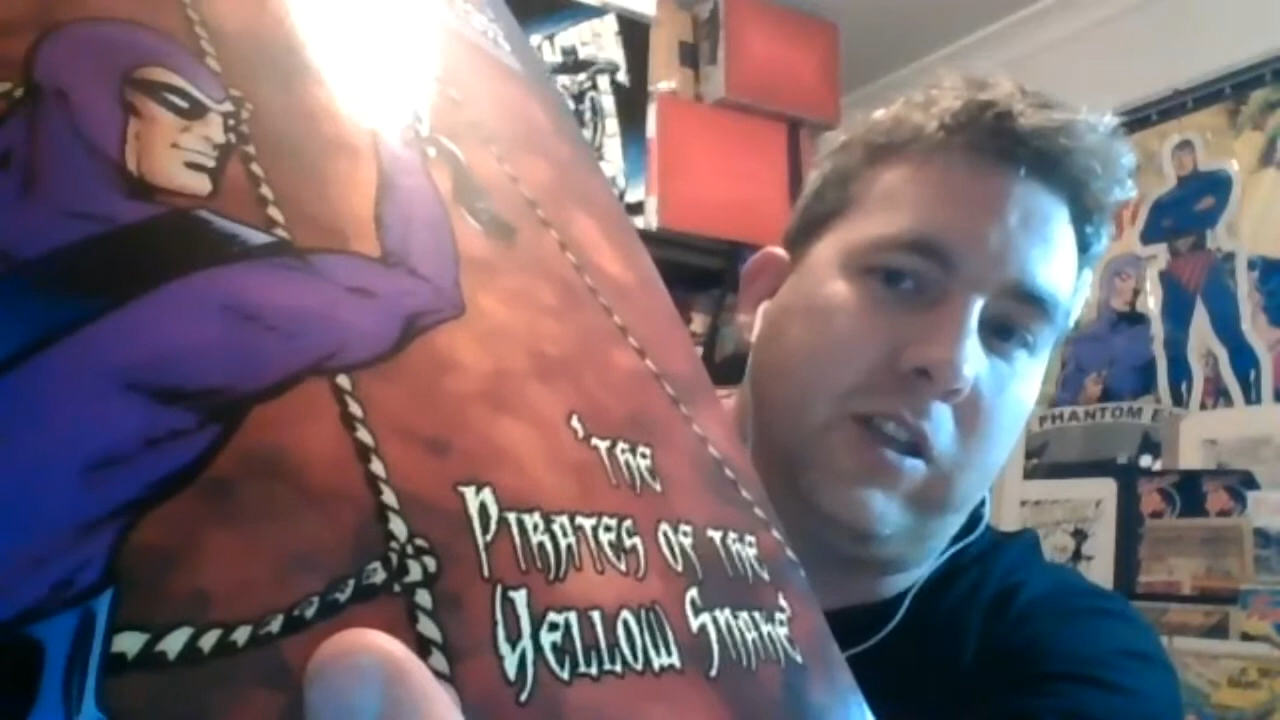 'THE
PIRATES OF THE
YELLOW SNAKE'
PHANTOM